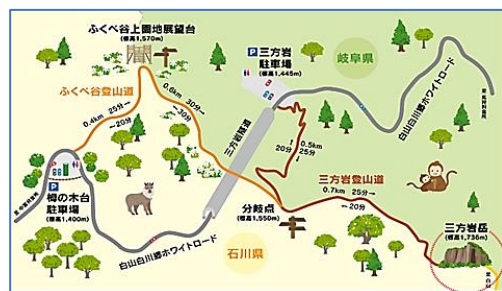 ふくべ谷上園地展望台
(標高1,570m)
三方岩
駐車場
(標高1,445m)
岐阜県
白山白川郷ホワイトロード
ふくべ谷登山道
0.4km 25分→
←20分
0.6km 30分→
←30分
三方岩隧道
0.5km
25分
20分
三方岩登山道
0.7km 25分→
←20分
栂の木台
駐車場
(標高1,400m)
分岐点
(標高1,550m)
三方岩岳
(標高1,736m)
白山白川郷ホワイトロード
石川県